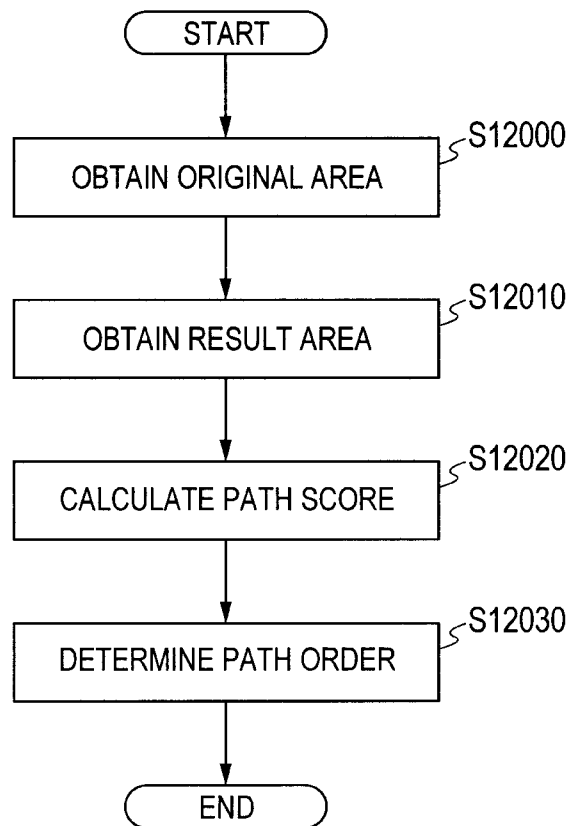 START
S12000
OBTAIN ORIGINAL AREA
S12010
OBTAIN RESULT AREA
S12020
CALCULATE PATH SCORE
S12030
DETERMINE PATH ORDER
END